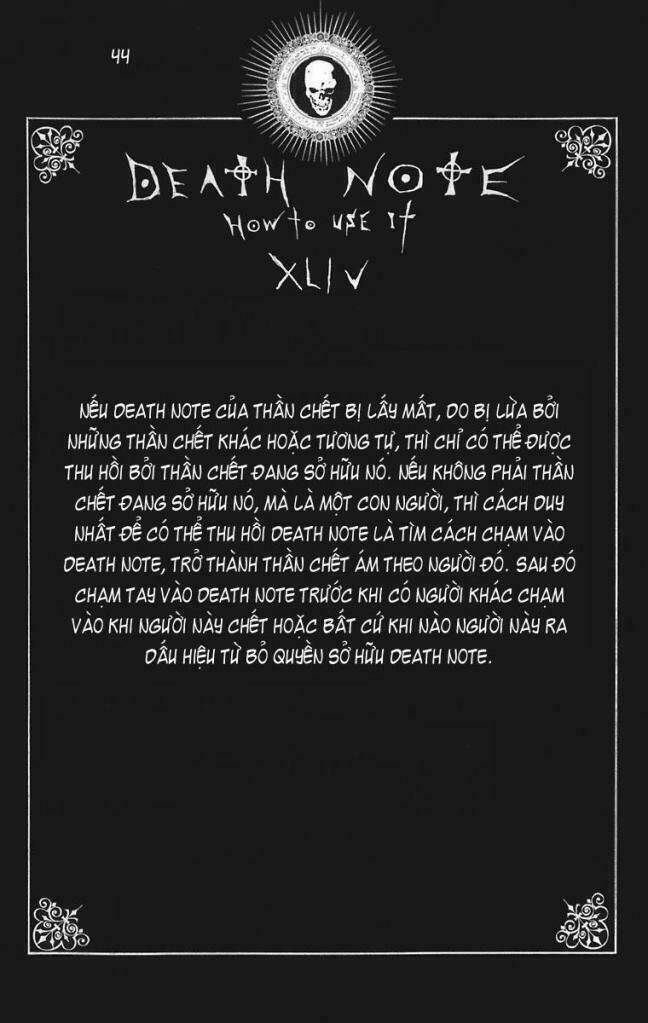 44
DEATH NOTE
How to use it
XLIV
NẾU DEATH NOTE CỦA THẦN CHẾT BỊ LẤY MẤT, DO BỊ LỪA BỞI
NHỮNG THẦN CHẾT KHÁC HOẶC TƯƠNG TỰ, THÌ CHỈ CÓ THỂ ĐƯỢC
THU HỒI BỞI THẦN CHẾT ĐANG SỞ HỮU NÓ. NẾU KHÔNG PHẢI THẦN
CHẾT ĐANG SỞ HỮU NÓ, MÀ LÀ MỘT CON NGƯỜI, THÌ CÁCH DUY
NHẤT ĐỂ CÓ THỂ THU HỒI DEATH NOTE LÀ TÌM CÁCH CHẠM VÀO
DEATH NOTE, TRỞ THÀNH THẦN CHẾT ÁM THEO NGƯỜI ĐÓ. SAU ĐÓ
CHẠM TAY VÀO DEATH NOTE TRƯỚC KHI CÓ NGƯỜI KHÁC CHẠM
VÀO KHI NGƯỜI NÀY CHẾT HOẶC BẤT CỨ KHI NÀO NGƯỜI NÀY RA
DẤU HIỆU TỪ BỎ QUYỀN SỞ HỮU DEATH NOTE.